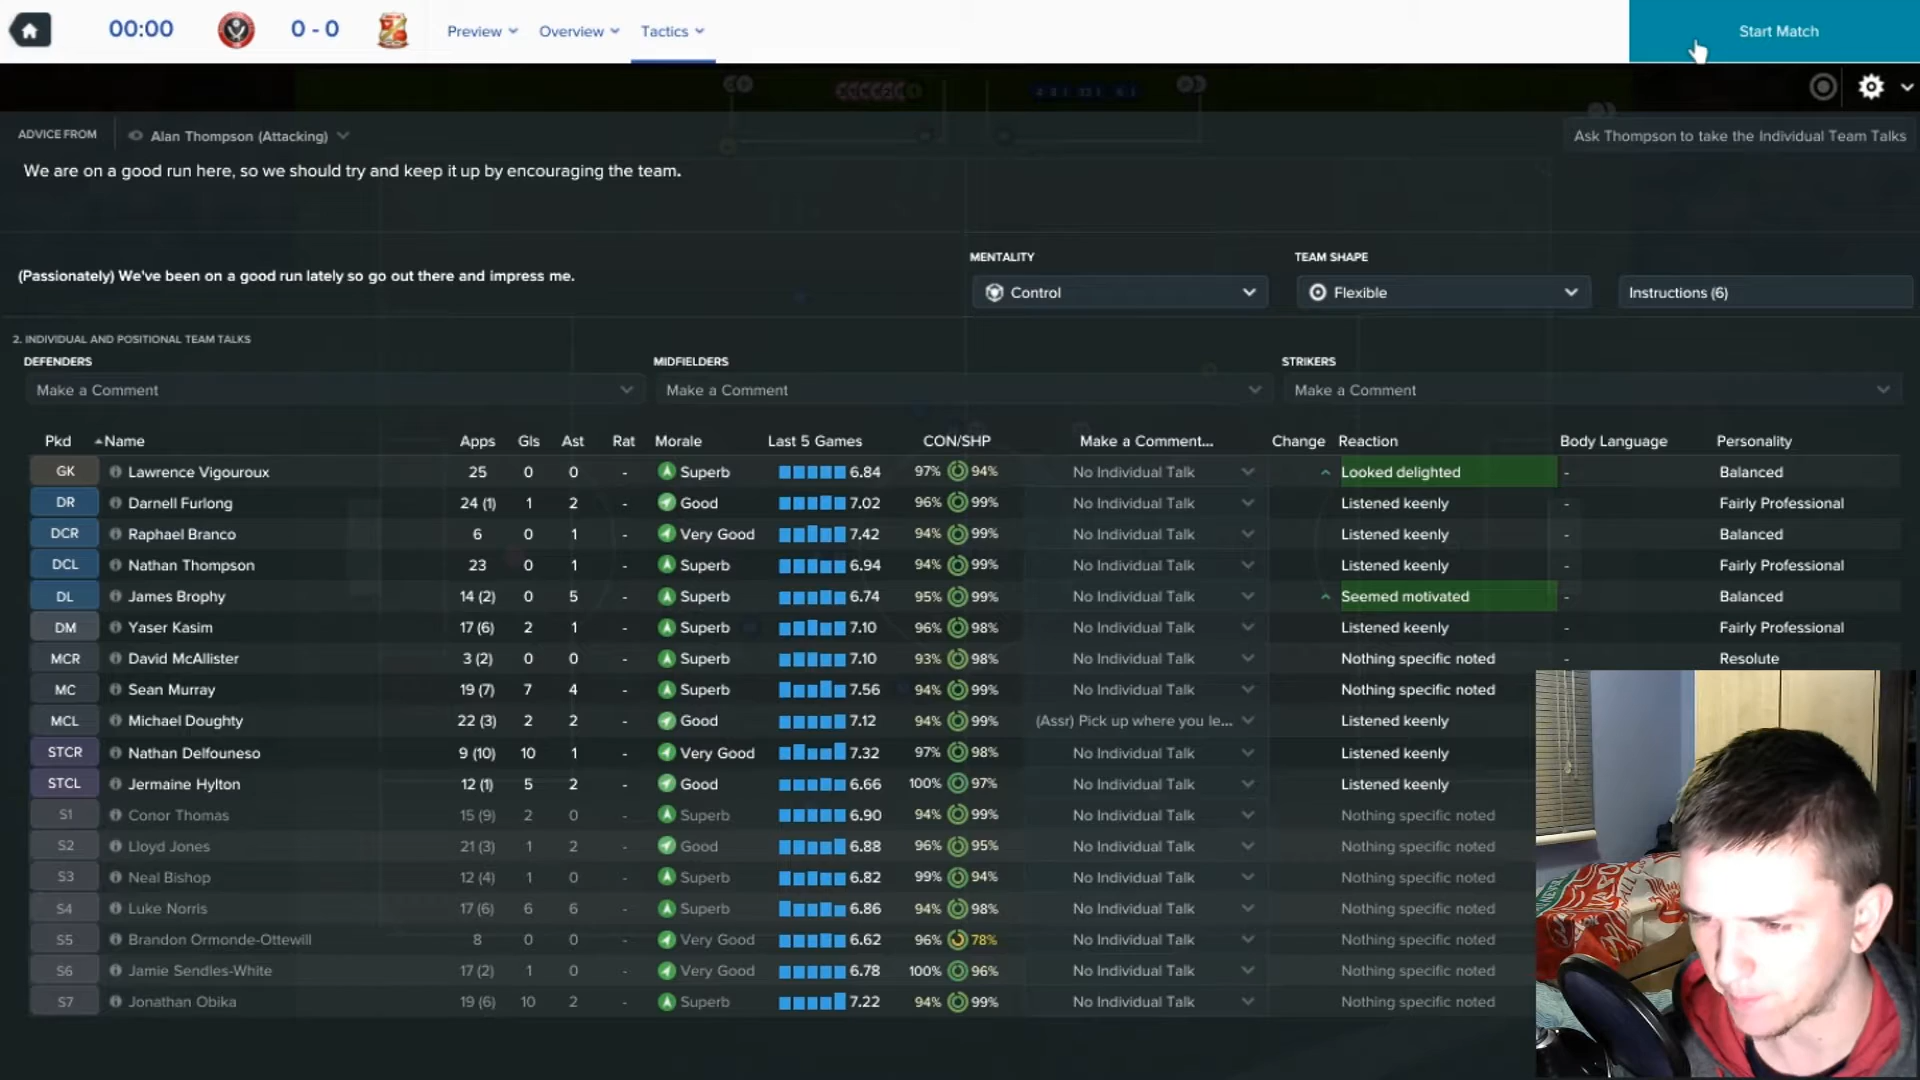 00:00 0 - 0 Preview Overview Tactics Start Match
ADVICE FROM Alan Thompson (Attacking) Ask Thompson to take the Individual Team Talks
We are on a good run here, so we should try and keep it up by encouraging the team.
MENTALITY TEAM SHAPE
(Passionately) We've been on a good run lately so go out there and impress me.
Control Flexible Instructions (6)
2. INDIVIDUAL AND POSITIONAL TEAM TALKS
DEFENDERS MIDFIELDERS STRIKERS
Make a Comment Make a Comment Make a Comment
Pkd Name Apps Gls Ast Rat Morale Last 5 Games CON/SHP Make a Comment... Change Reaction Body Language Personality
GK Lawrence Vigouroux 25 0 0 - Superb 6.84 97% 94% No Individual Talk Looked delighted - Balanced
DR Darnell Furlong 24 (1) 1 2 - Good 7.02 96% 99% No Individual Talk Listened keenly - Fairly Professional
DCR Raphael Branco 6 0 1 - Very Good 7.42 94% 99% No Individual Talk Listened keenly - Balanced
DCL Nathan Thompson 23 0 1 - Superb 6.94 94% 99% No Individual Talk Listened keenly - Fairly Professional
DL James Brophy 14 (2) 0 5 - Superb 6.74 95% 99% No Individual Talk Seemed motivated - Balanced
DM Yaser Kasim 17 (6) 2 1 - Superb 7.10 96% 98% No Individual Talk Listened keenly - Fairly Professional
MCR David McAllister 3 (2) 0 0 - Superb 7.10 93% 98% No Individual Talk Nothing specific noted - Resolute
MC Sean Murray 19 (7) 7 4 - Superb 7.56 94% 99% No Individual Talk Nothing specific noted
MCL Michael Doughty 22 (3) 2 2 - Good 7.12 94% 99% (Assr) Pick up where you le... Listened keenly
STCR Nathan Delfouneso 9 (10) 10 1 - Very Good 7.32 97% 98% No Individual Talk Listened keenly
STCL Jermaine Hylton 12 (1) 5 2 - Good 6.66 100% 97% No Individual Talk Listened keenly
S1 Conor Thomas 15 (9) 2 0 - Superb 6.90 94% 99% No Individual Talk Nothing specific noted
S2 Lloyd Jones 21 (3) 1 2 - Good 6.88 96% 95% No Individual Talk Nothing specific noted
S3 Neal Bishop 12 (4) 1 0 - Superb 6.82 99% 94% No Individual Talk Nothing specific noted
S4 Luke Norris 17 (6) 6 6 - Superb 6.86 94% 98% No Individual Talk Nothing specific noted
S5 Brandon Ormonde-Ottewill 8 0 0 - Very Good 6.62 96% 78% No Individual Talk Nothing specific noted
S6 Jamie Sendles-White 17 (2) 1 0 - Very Good 6.78 100% 96% No Individual Talk Nothing specific noted
S7 Jonathan Obika 19 (6) 10 2 - Superb 7.22 94% 99% No Individual Talk Nothing specific noted